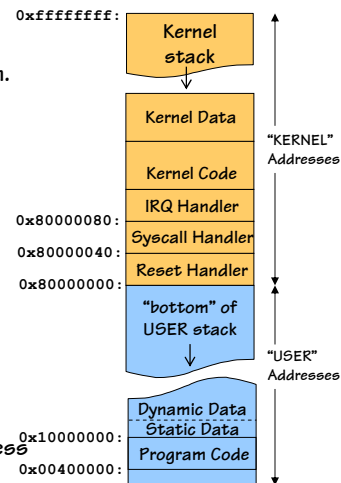 0xffffffff:
Kernel
stack
n.
Kernel Data
"KERNEL"
Addresses
Kernel Code
IRQ Handler
0x80000080:
Syscall Handler
0x80000040:
Reset Handler
0x80000000:
"bottom" of
USER stack
"USER"
Addresses
Dynamic Data
Static Data
ess
0x10000000:
Program Code
0x00400000: